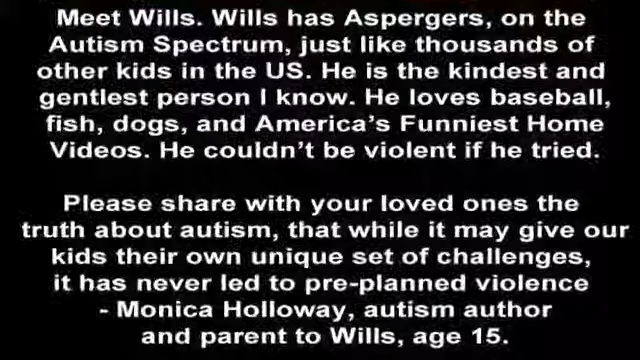 Meet Wills. Wills has Aspergers, on the
Autism Spectrum, just like thousands of
other kids in the US. He is the kindest and
gentlest person I know. He loves baseball,
fish, dogs, and America's Funniest Home
Videos. He couldn't be violent if he tried.
Please share with your loved ones the
truth about autism, that while it may give our
kids their own unique set of challenges,
it has never led to pre-planned violence
- Monica Holloway, autism author
and parent to Wills, age 15.